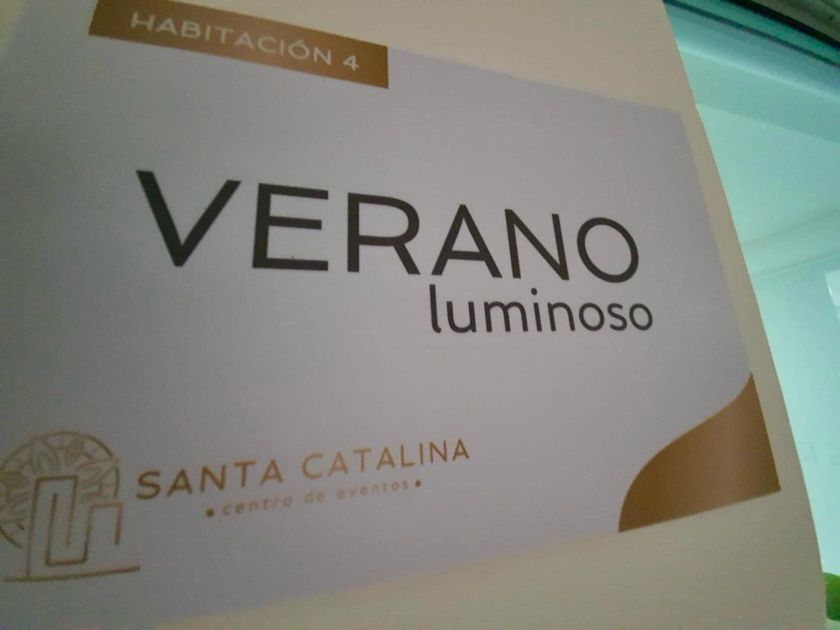 HABITACIÓN 4
VERANO
luminoso
SANTA CATALINA
• centro de eventos •